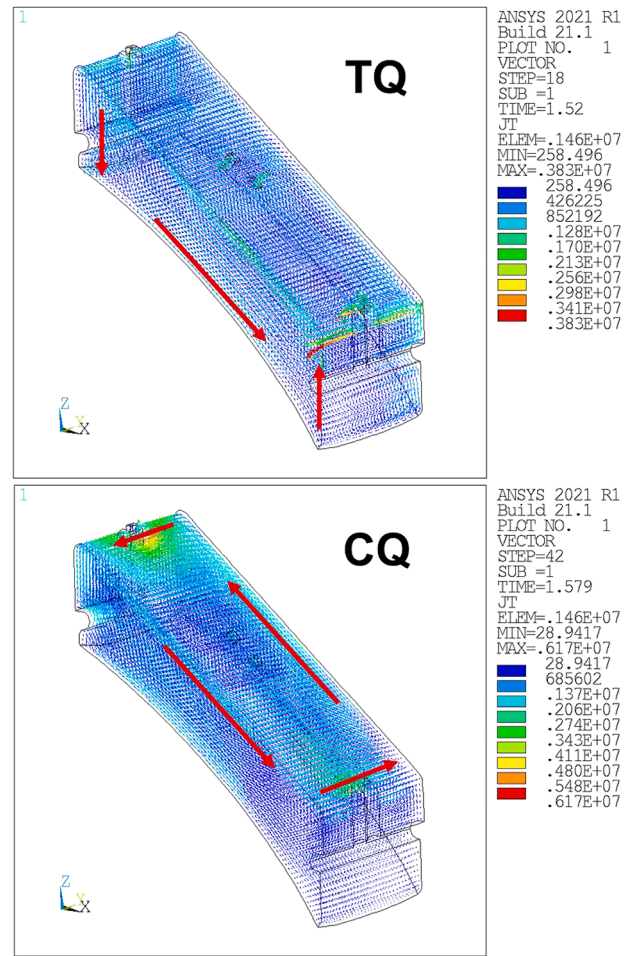 1
TQ
ANSYS 2021 R1
Build 21.1
PLOT NO.   1
VECTOR
STEP=18
SUB =1
TIME=1.52
JT
ELEM=.146E+07
MIN=258.496
MAX=.383E+07
258.496
426225
852192
.128E+07
.170E+07
.213E+07
.256E+07
.298E+07
.341E+07
.383E+07
Z
Y
X
1
CQ
ANSYS 2021 R1
Build 21.1
PLOT NO.   1
VECTOR
STEP=42
SUB =1
TIME=1.579
JT
ELEM=.146E+07
MIN=28.9417
MAX=.617E+07
28.9417
685602
.137E+07
.206E+07
.274E+07
.343E+07
.411E+07
.480E+07
.548E+07
.617E+07
Z
Y
X